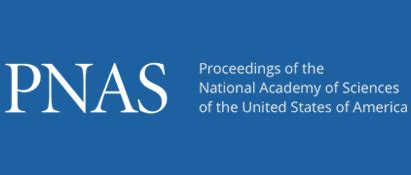 PNAS
Proceedings of the
National Academy of Sciences
of the United States of America